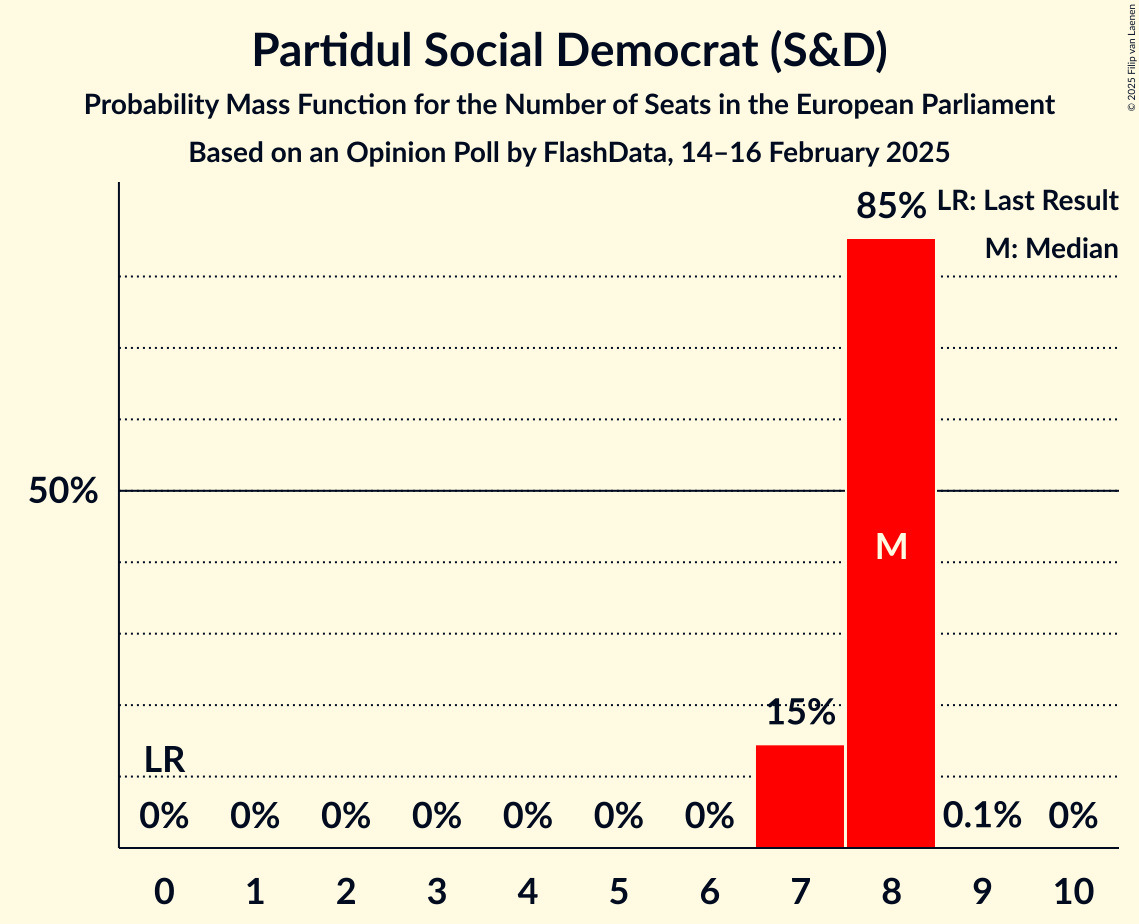 Partidul Social Democrat (S&D)
Probability Mass Function for the Number of Seats in the European Parliament
Based on an Opinion Poll by FlashData, 14–16 February 2025
© 2025 Filip van Laenen
LR: Last Result
M: Median
85%
50%
M
15%
LR
0% 0% 0% 0% 0% 0% 0% 0.1% 0%
0 1 2 3 4 5 6 7 8 9 10